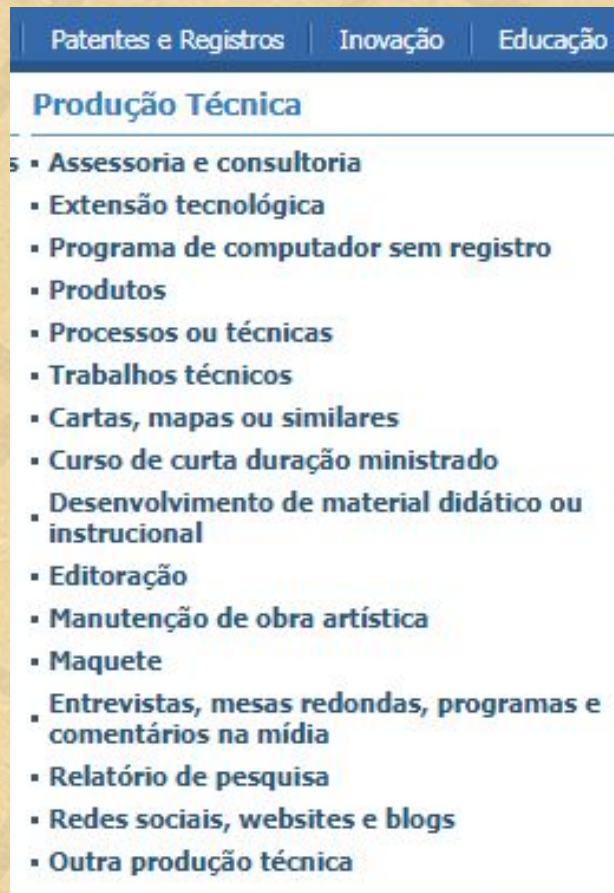 Patentes e Registros | Inovação | Educação
Produção Técnica
s ▪ Assessoria e consultoria
▪ Extensão tecnológica
▪ Programa de computador sem registro
▪ Produtos
▪ Processos ou técnicas
▪ Trabalhos técnicos
▪ Cartas, mapas ou similares
▪ Curso de curta duração ministrado
▪ Desenvolvimento de material didático ou
instrucional
▪ Editoração
▪ Manutenção de obra artística
▪ Maquete
▪ Entrevistas, mesas redondas, programas e
comentários na mídia
▪ Relatório de pesquisa
▪ Redes sociais, websites e blogs
▪ Outra produção técnica